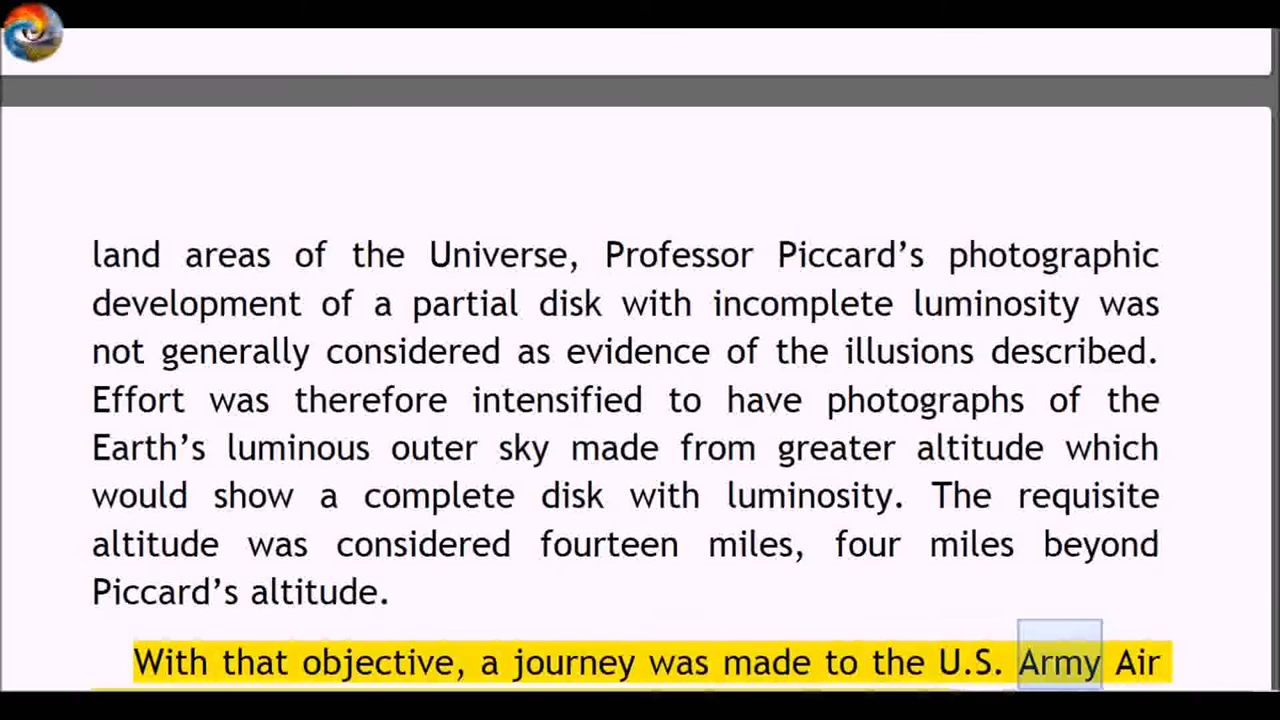 land areas of the Universe, Professor Piccard’s photographic
development of a partial disk with incomplete luminosity was
not generally considered as evidence of the illusions described.
Effort was therefore intensified to have photographs of the
Earth’s luminous outer sky made from greater altitude which
would show a complete disk with luminosity. The requisite
altitude was considered fourteen miles, four miles beyond
Piccard’s altitude.
With that objective, a journey was made to the U.S. Army Air